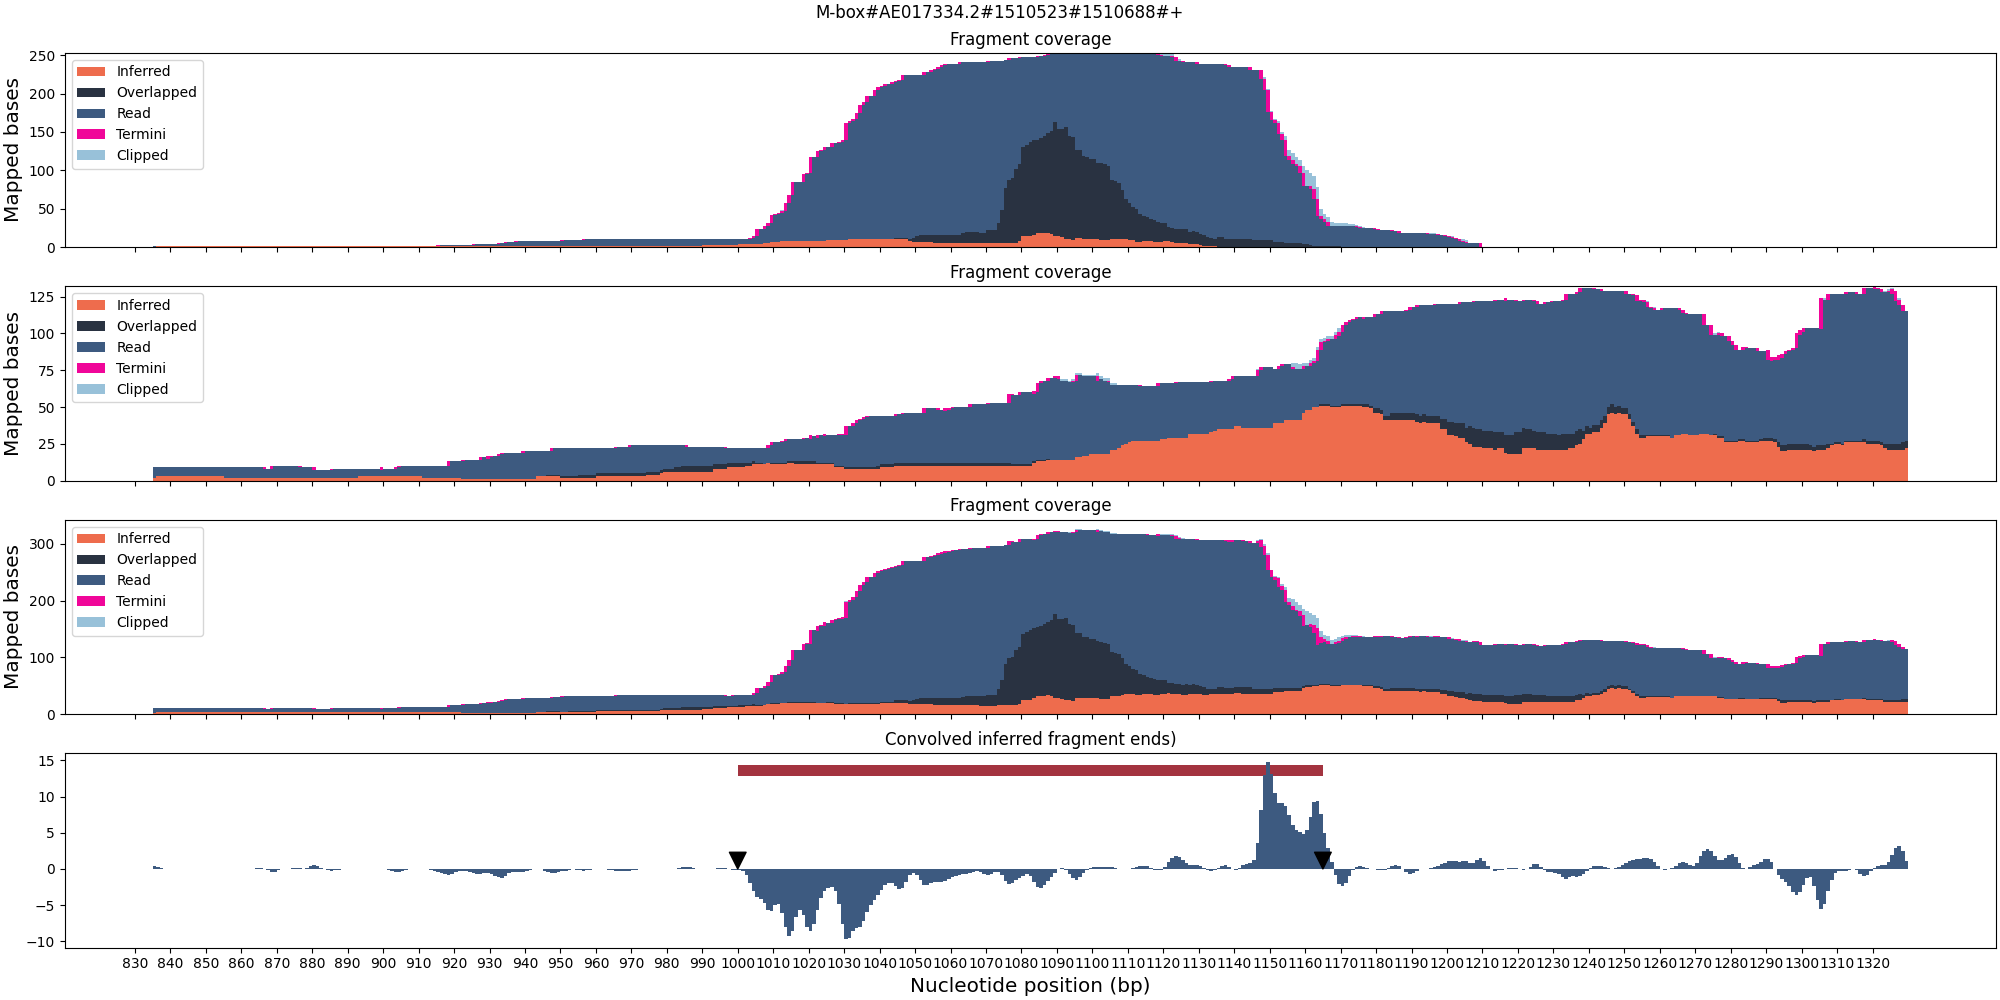 M-box#AE017334.2#1510523#1510688#+
Fragment coverage
Mapped bases
250
200
150
100
50
0
Inferred
Overlapped
Read
Termini
Clipped
Fragment coverage
Mapped bases
125
100
75
50
25
0
Inferred
Overlapped
Read
Termini
Clipped
Fragment coverage
Mapped bases
300
200
100
0
Inferred
Overlapped
Read
Termini
Clipped
Convolved inferred fragment ends)
15
10
5
0
−5
−10
830 840 850 860 870 880 890 900 910 920 930 940 950 960 970 980 990 1000 1010 1020 1030 1040 1050 1060 1070 1080 1090 1100 1110 1120 1130 1140 1150 1160 1170 1180 1190 1200 1210 1220 1230 1240 1250 1260 1270 1280 1290 1300 1310 1320
Nucleotide position (bp)